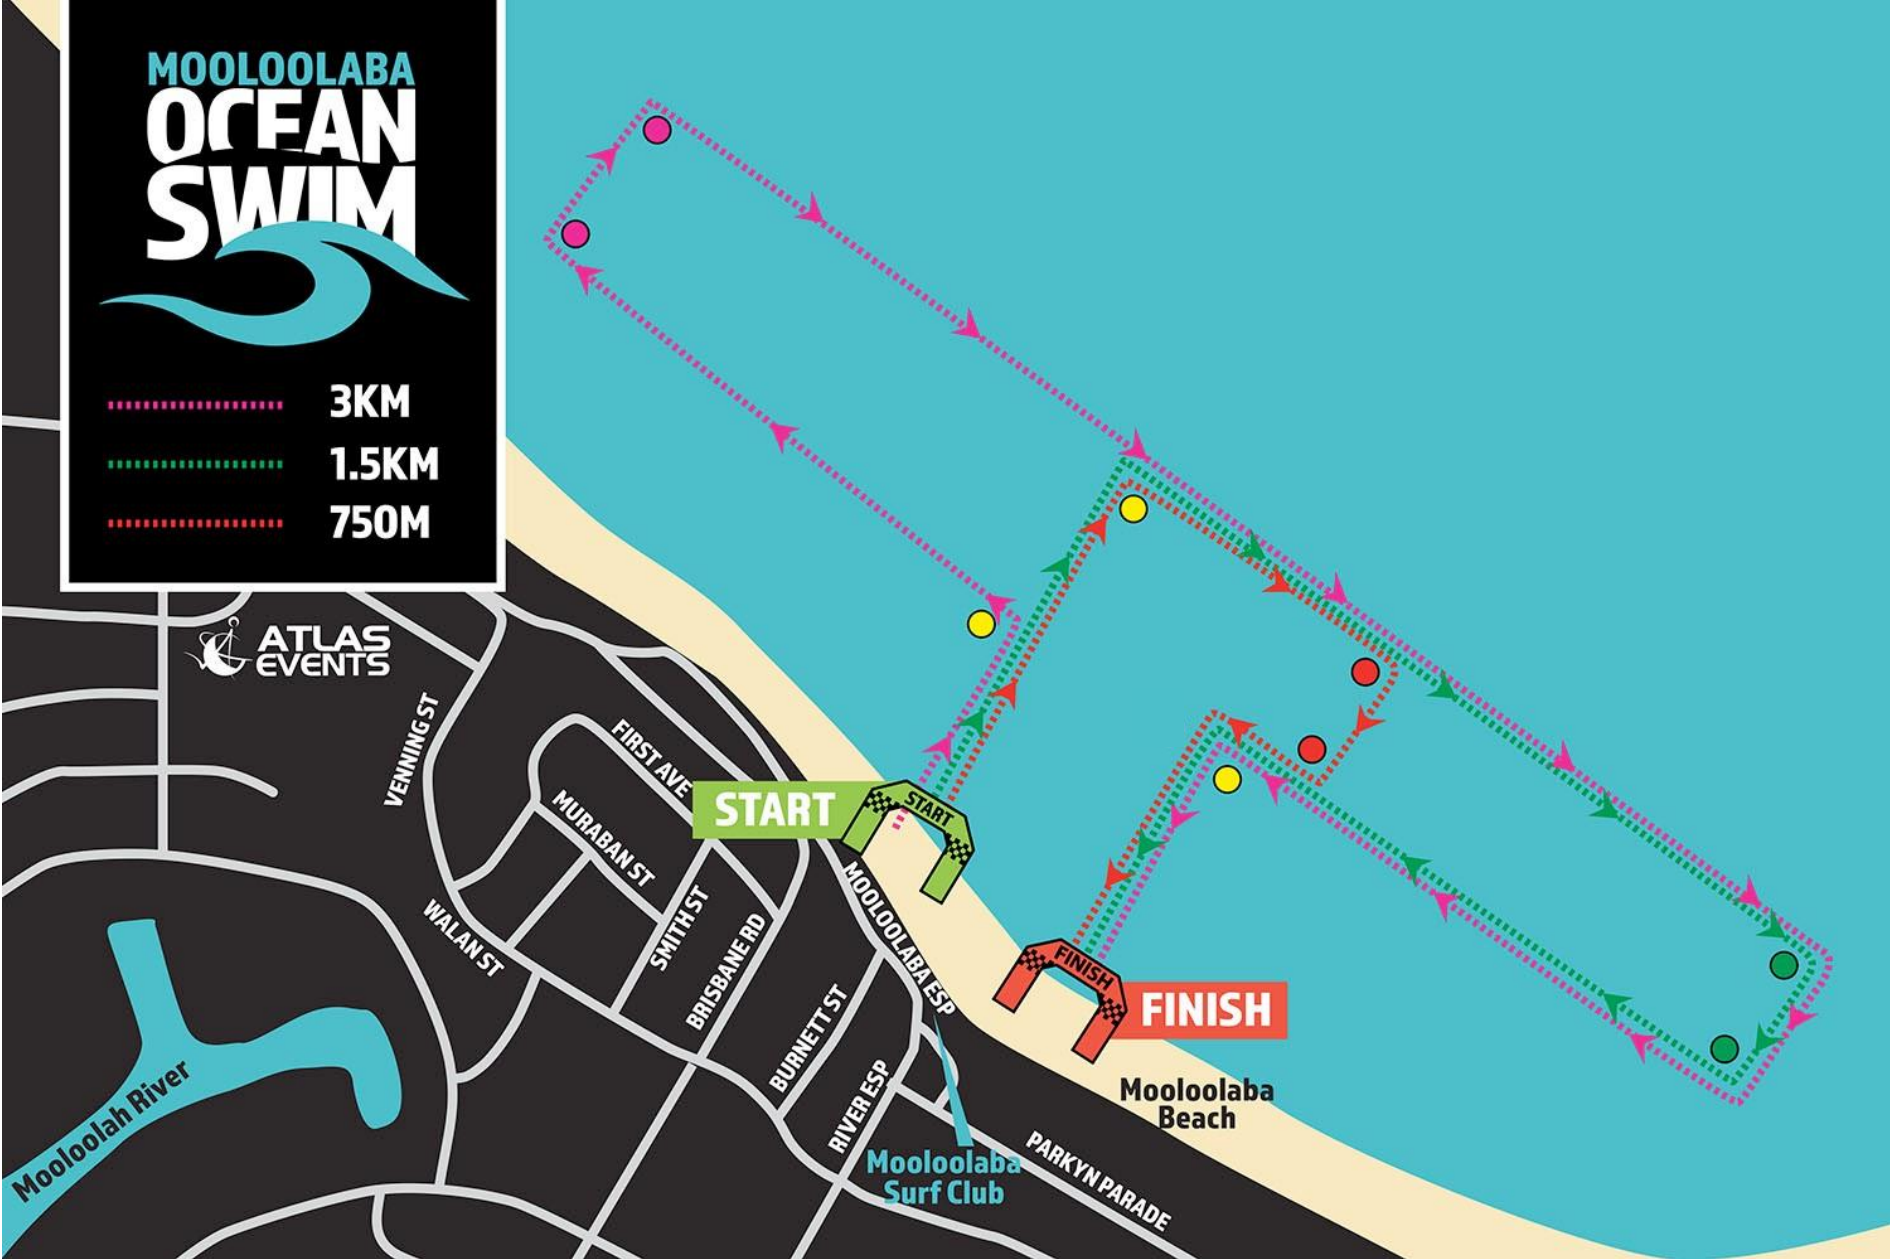 MOOLOOLABA
OCEAN
SWIM
3KM
1.5KM
750M
ATLAS
EVENTS
VENNING ST
FIRST AVE
MURABAN ST
WALAN ST
SMITH ST
BRISBANE RD
BURNETT ST
RIVER ESP
MOOLOOLABA ESP
PARKYN PARADE
START
START
FINISH
FINISH
Mooloolaba
Beach
Mooloolaba
Surf Club
Mooloolah River